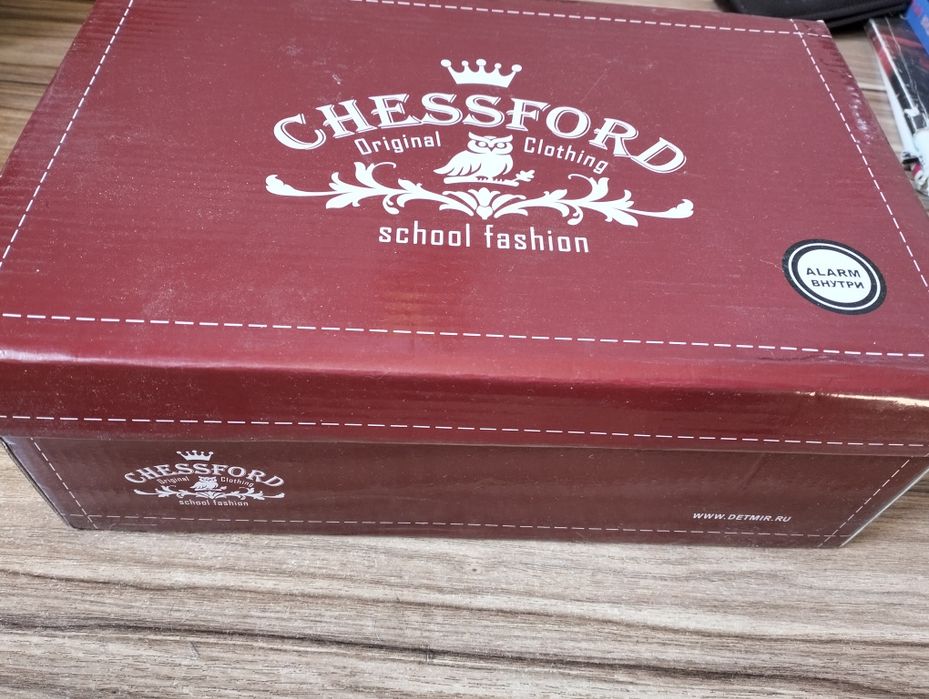 CHESSFORD
Original Clothing
school fashion
ALARM
ВНУТРИ
CHESSFORD
Original Clothing
school fashion
WWW.DETMIR.RU